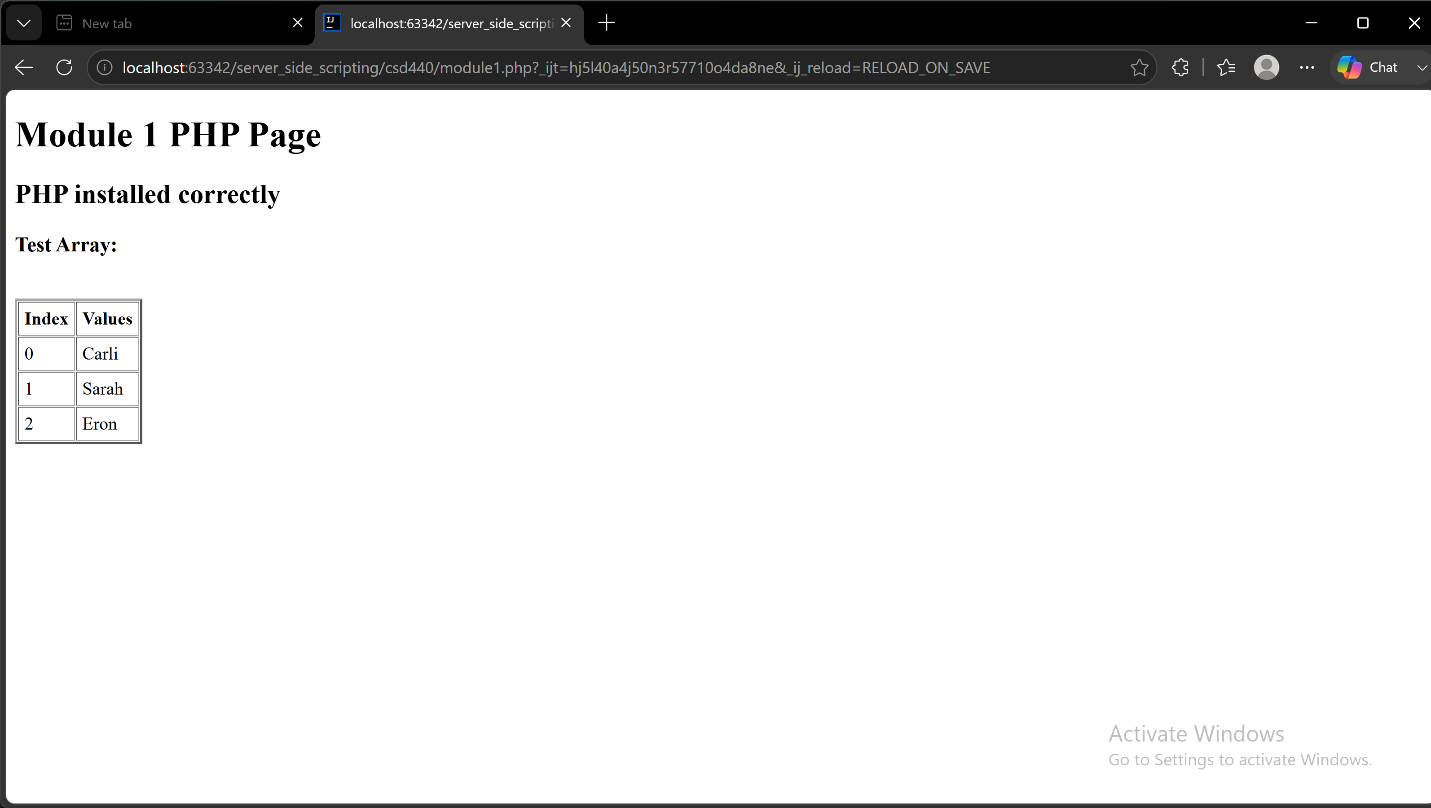 New tab
localhost:63342/server_side_scripti
localhost:63342/server_side_scripting/csd440/module1.php?_ijt=hj5l40a4j50n3r57710o4da8ne&_ij_reload=RELOAD_ON_SAVE
Chat
Module 1 PHP Page
PHP installed correctly
Test Array:
Index Values
0 Carli
1 Sarah
2 Eron
Activate Windows
Go to Settings to activate Windows.